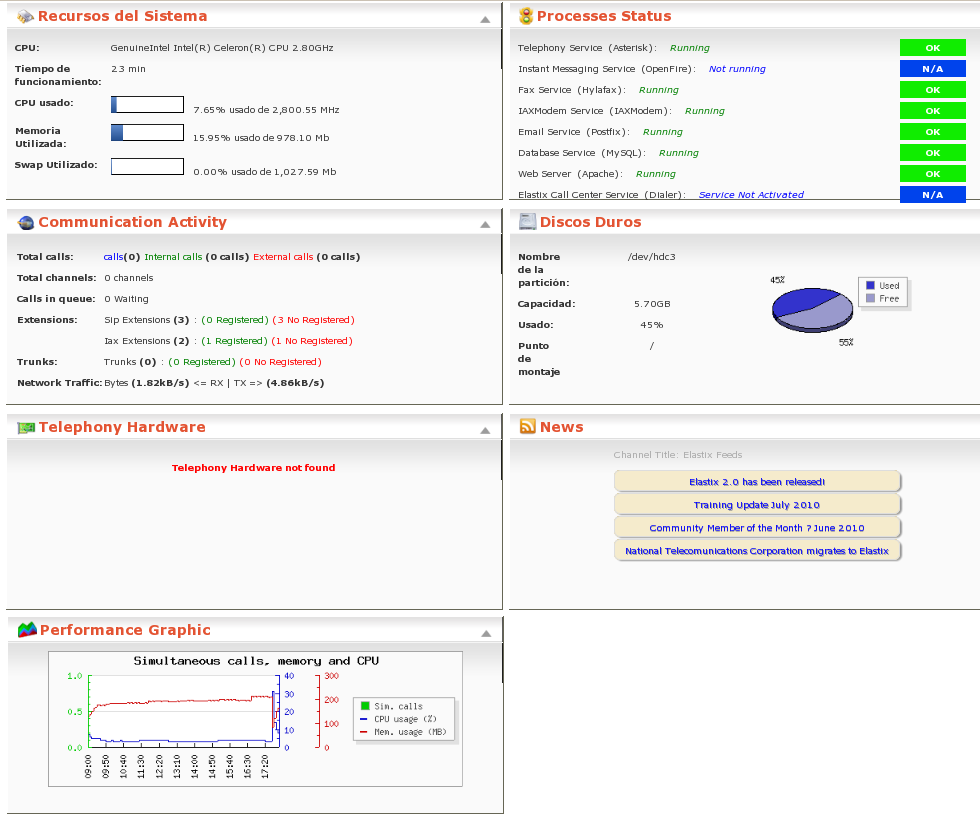 Recursos del Sistema
CPU: GenuineIntel Intel(R) Celeron(R) CPU 2.80GHz
Tiempo de
funcionamiento: 23 min
CPU usado: 7.65% usado de 2,800.55 MHz
Memoria
Utilizada: 15.95% usado de 978.10 Mb
Swap Utilizado: 0.00% usado de 1,027.59 Mb
Processes Status
Telephony Service (Asterisk): Running OK
Instant Messaging Service (OpenFire): Not running N/A
Fax Service (Hylafax): Running OK
IAXModem Service (IAXModem): Running OK
Email Service (Postfix): Running OK
Database Service (MySQL): Running OK
Web Server (Apache): Running OK
Elastix Call Center Service (Dialer): Service Not Activated N/A
Communication Activity
Total calls: calls(0) Internal calls (0 calls) External calls (0 calls)
Total channels: 0 channels
Calls in queue: 0 Waiting
Extensions: Sip Extensions (3) : (0 Registered) (3 No Registered)
Iax Extensions (2) : (1 Registered) (1 No Registered)
Trunks: Trunks (0) : (0 Registered) (0 No Registered)
Network Traffic: Bytes (1.82kB/s) <= RX | TX => (4.86kB/s)
Discos Duros
Nombre
de la
partición: /dev/hdc3
Capacidad: 5.70GB
Usado: 45%
Punto
de
montaje /
45%
Used
Free
55%
Telephony Hardware
Telephony Hardware not found
News
Channel Title: Elastix Feeds
Elastix 2.0 has been released!
Training Update July 2010
Community Member of the Month ? June 2010
National Telecomunications Corporation migrates to Elastix
Performance Graphic
Simultaneous calls, memory and CPU
1.0 40 300
30
200
0.5 20
100
10
0.0 0 0
Sim. calls
CPU usage (%)
Mem. usage (MB)
09:00 09:50 10:40 11:30 12:20 13:10 14:00 14:50 15:40 16:30 17:20